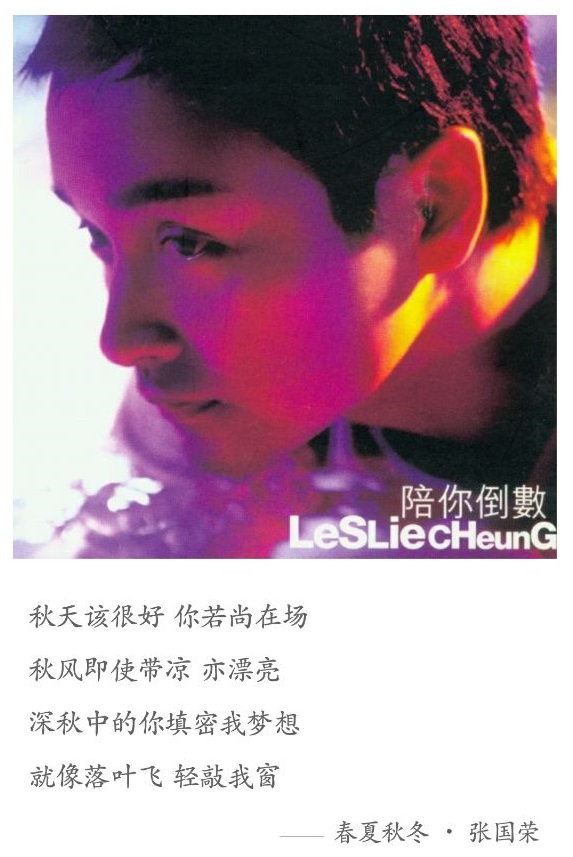 陪你倒數
LeSLiecHeunG
秋天该很好 你若尚在场
秋风即使带凉 亦漂亮
深秋中的你填密我梦想
就像落叶飞 轻敲我窗
—— 春夏秋冬 · 张国荣